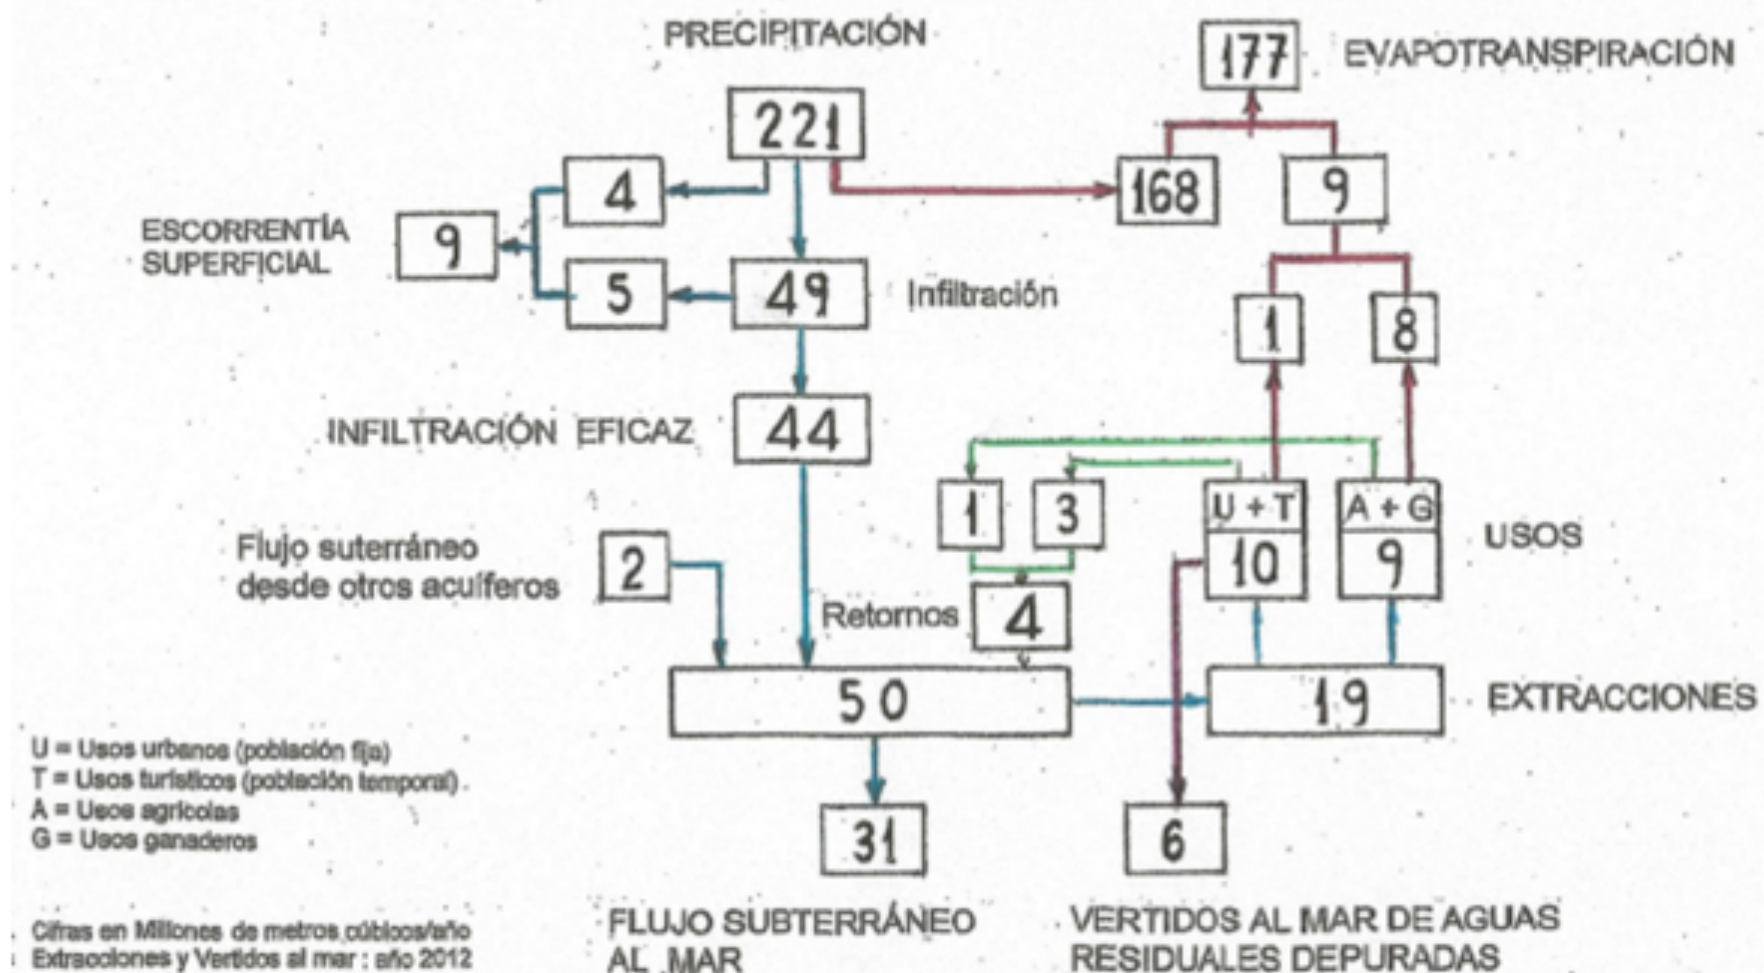 PRECIPITACIÓN
177
EVAPOTRANSPIRACIÓN
221
4
168
9
ESCORRENTÍA
SUPERFICIAL
9
5
49
Infiltración
1
8
INFILTRACIÓN EFICAZ
44
1
3
U + T
A + G
USOS
Flujo suterráneo
desde otros acuíferos
2
10
9
Retornos
4
50
19
EXTRACCIONES
U = Usos urbanos (población fija)
T = Usos turísticos (población temporal)
A = Usos agrícolas
G = Usos ganaderos
31
6
Cifras en Millones de metros cúbicos/año
Extracciones y Vertidos al mar : año 2012
FLUJO SUBTERRÁNEO
AL MAR
VERTIDOS AL MAR DE AGUAS
RESIDUALES DEPURADAS